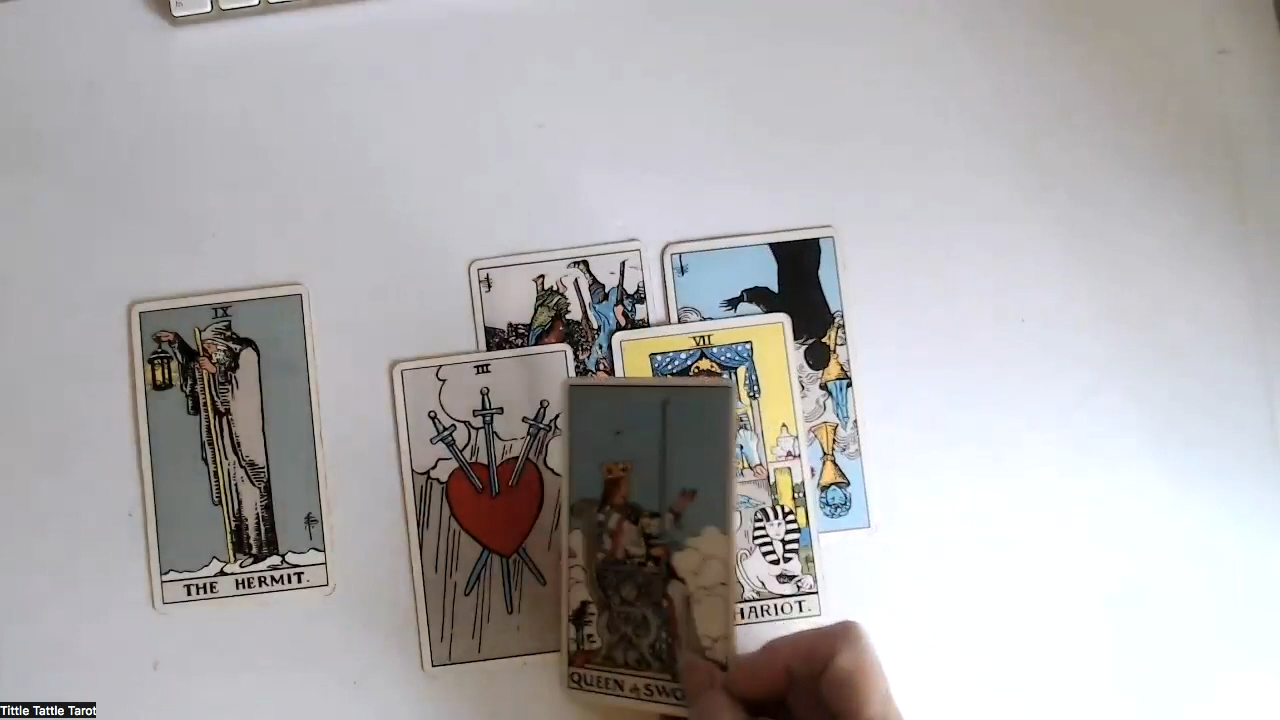 IX
THE HERMIT.
III
VII
HARIOT.
QUEEN of SWO
Tittle Tattle Tarot